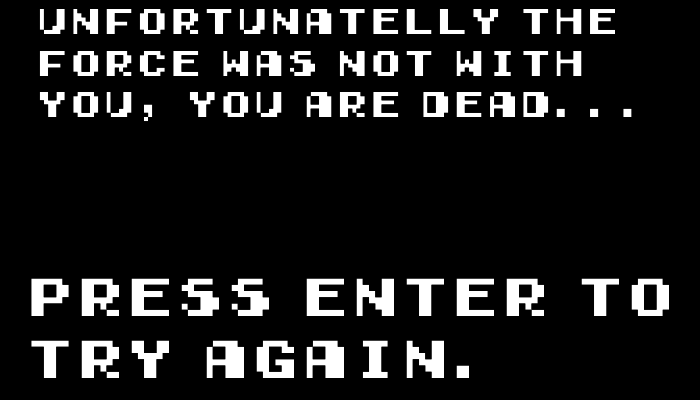 UNFORTUNATELLY THE
FORCE WAS NOT WITH
YOU, YOU ARE DEAD...
PRESS ENTER TO
TRY AGAIN.